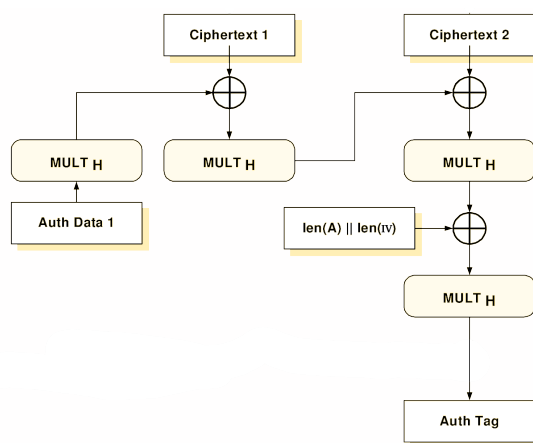 Ciphertext 1
Ciphertext 2
MULT H
MULT H
MULT H
Auth Data 1
len(A) || len(IV)
MULT H
Auth Tag